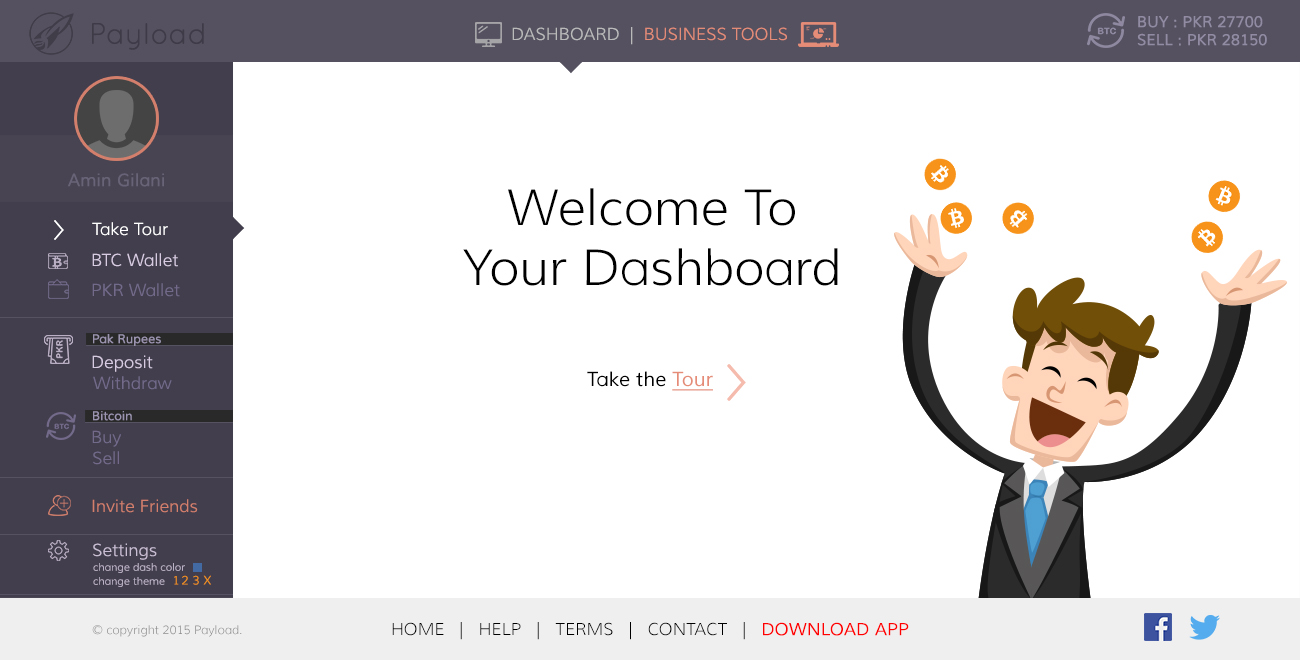 Payload
DASHBOARD | BUSINESS TOOLS
BTC
BUY : PKR 27700
SELL : PKR 28150
Amin Gilani
Take Tour
BTC Wallet
PKR Wallet
PKR
Pak Rupees
Deposit
Withdraw
BTC
Bitcoin
Buy
Sell
Invite Friends
Settings
change dash color
change theme 1 2 3 X
Welcome To
Your Dashboard
Take the Tour
© copyright 2015 Payload.
HOME | HELP | TERMS | CONTACT | DOWNLOAD APP